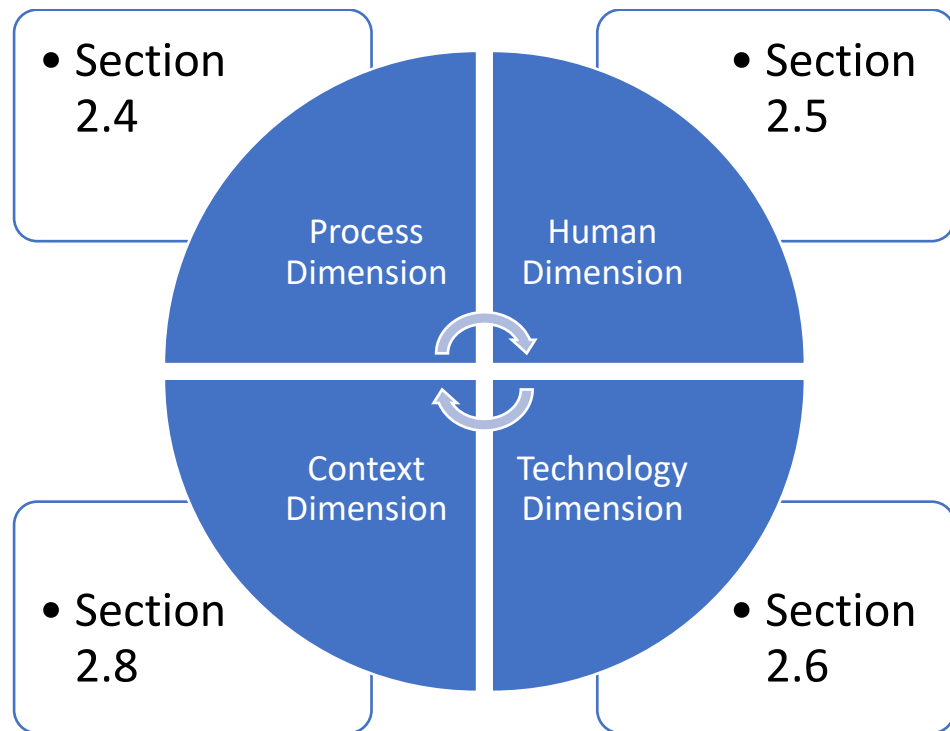 • Section
2.4
• Section
2.5
Process
Dimension
Human
Dimension
Context
Dimension
Technology
Dimension
• Section
2.8
• Section
2.6